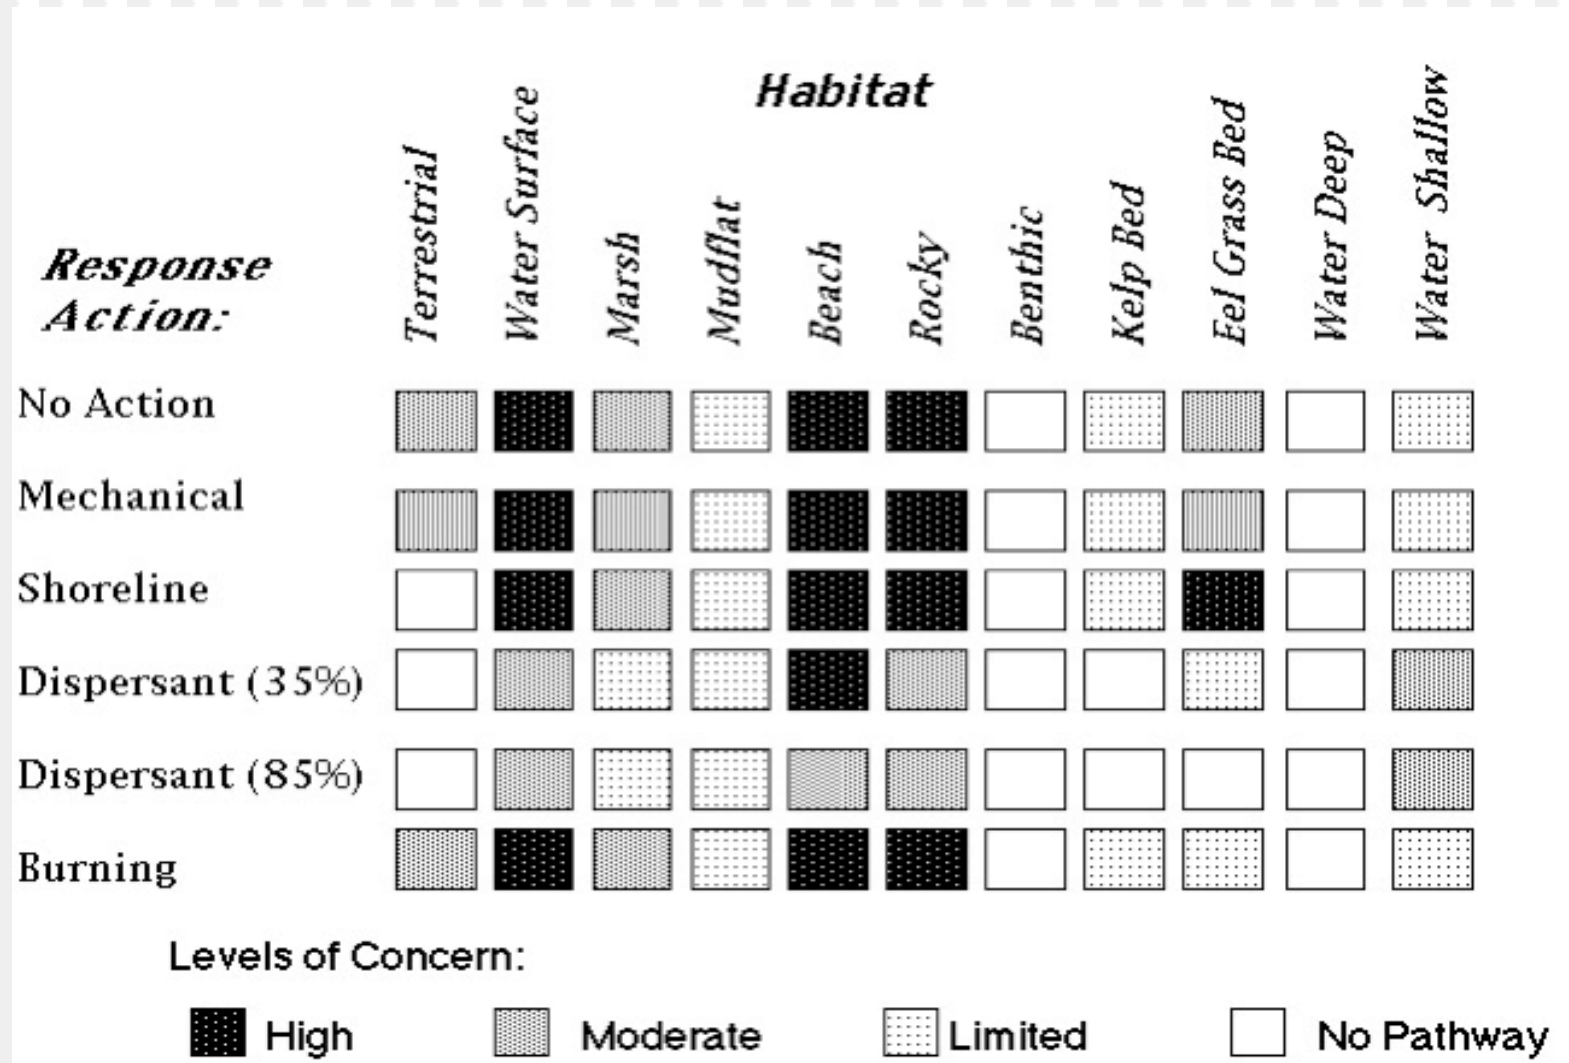 Habitat
Response
Action:
Terrestrial
Water Surface
Marsh
Mudflat
Beach
Rocky
Benthic
Kelp Bed
Eel Grass Bed
Water Deep
Water Shallow
No Action
Mechanical
Shoreline
Dispersant (35%)
Dispersant (85%)
Burning
Levels of Concern:
High Moderate Limited No Pathway